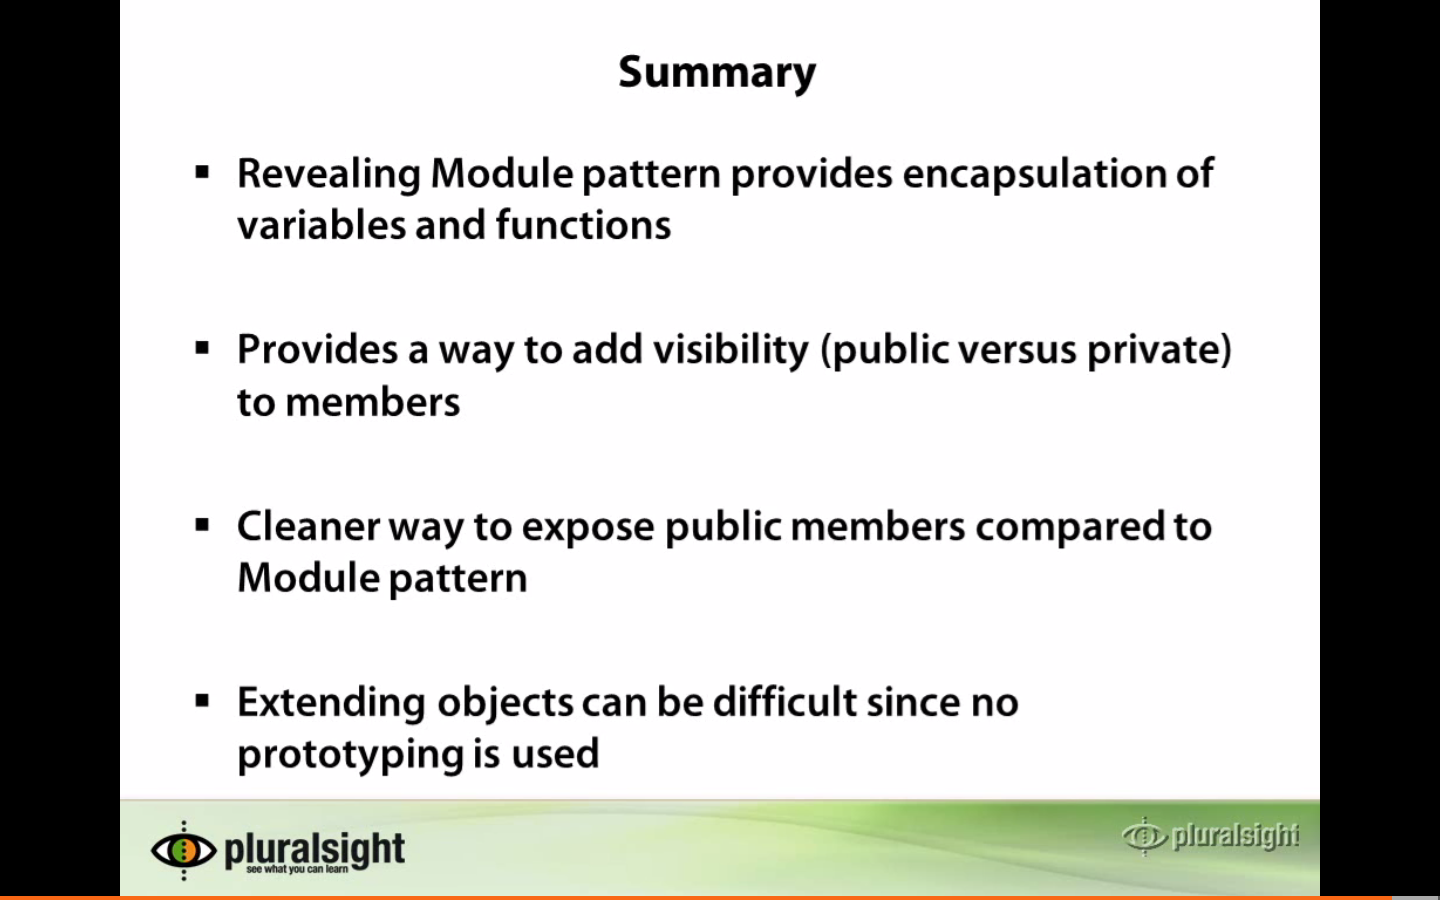 Summary
▪ Revealing Module pattern provides encapsulation of
variables and functions
▪ Provides a way to add visibility (public versus private)
to members
▪ Cleaner way to expose public members compared to
Module pattern
▪ Extending objects can be difficult since no
prototyping is used
pluralsight
see what you can learn
pluralsight